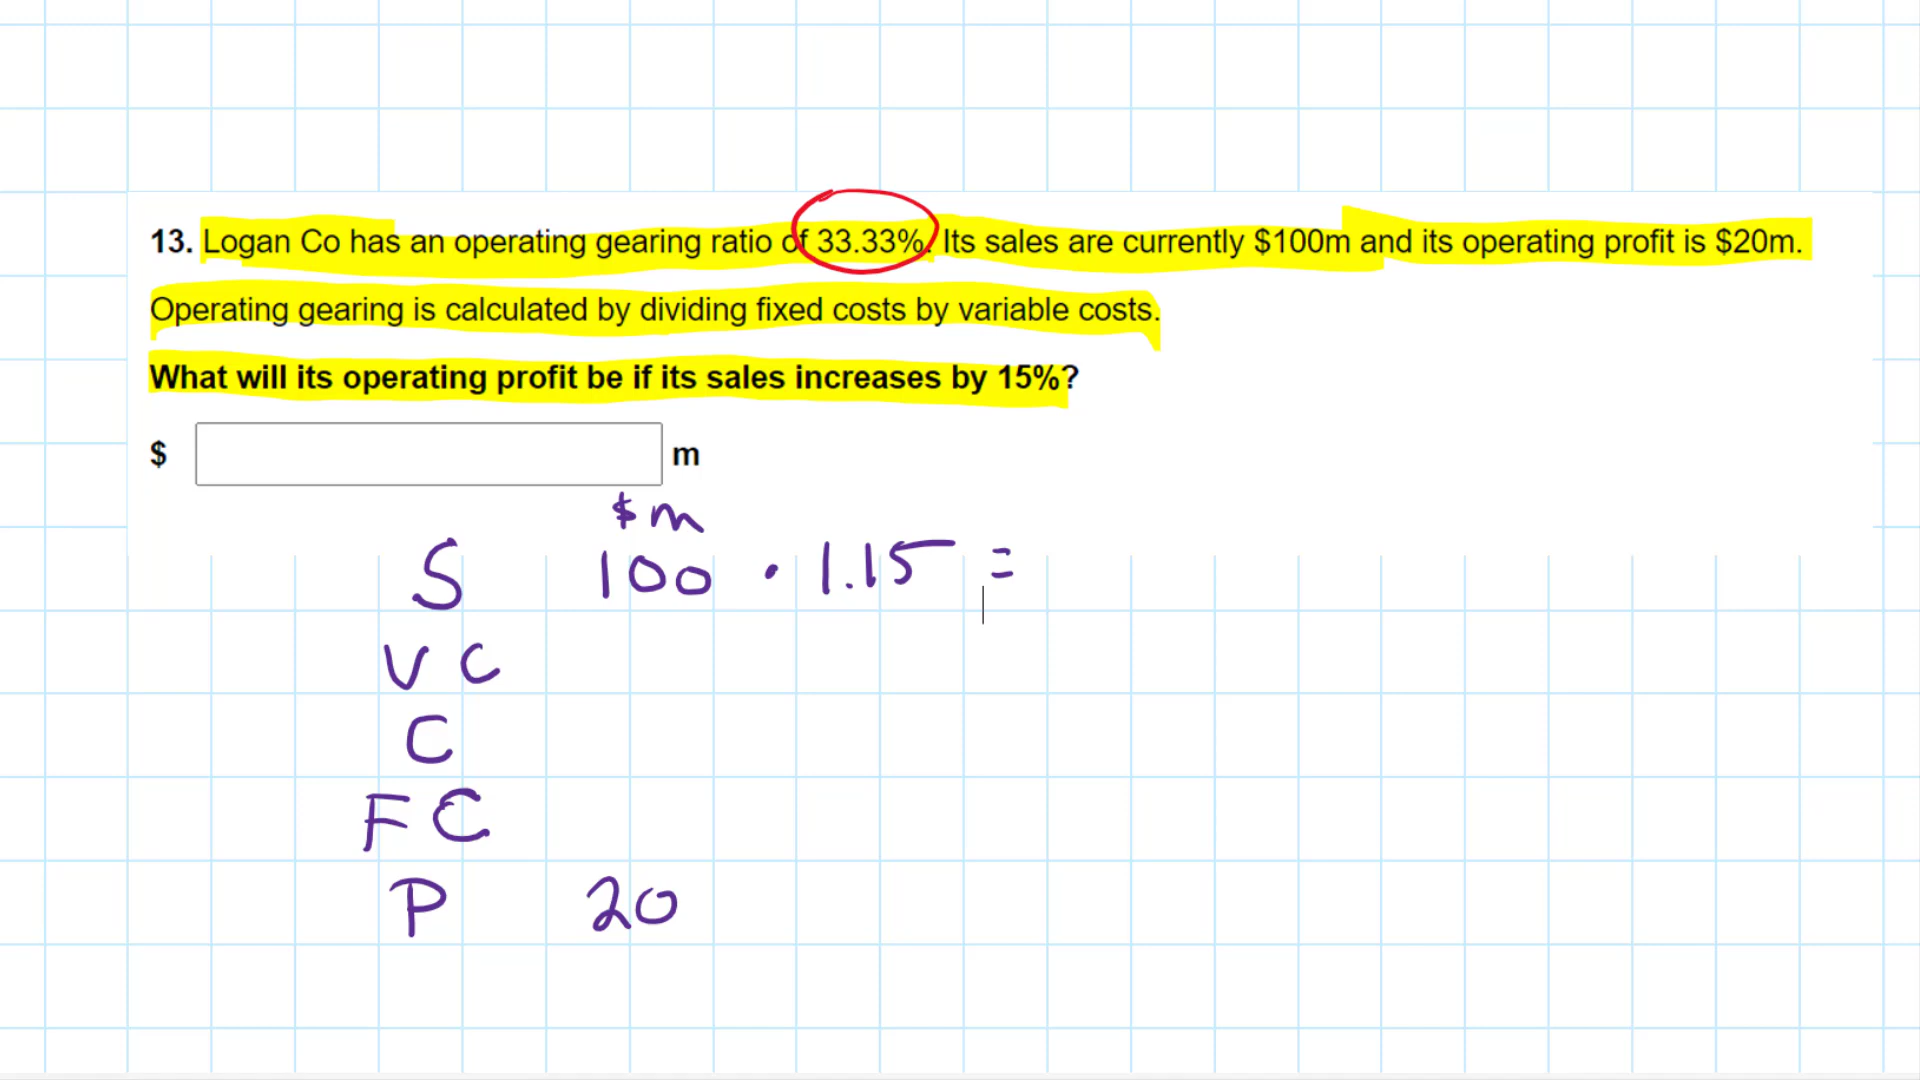 13. Logan Co has an operating gearing ratio of 33.33%. Its sales are currently $100m and its operating profit is $20m.
Operating gearing is calculated by dividing fixed costs by variable costs.
What will its operating profit be if its sales increases by 15%?
$ m
$m
S 100 · 1.15 =
VC
C
FC
P 20